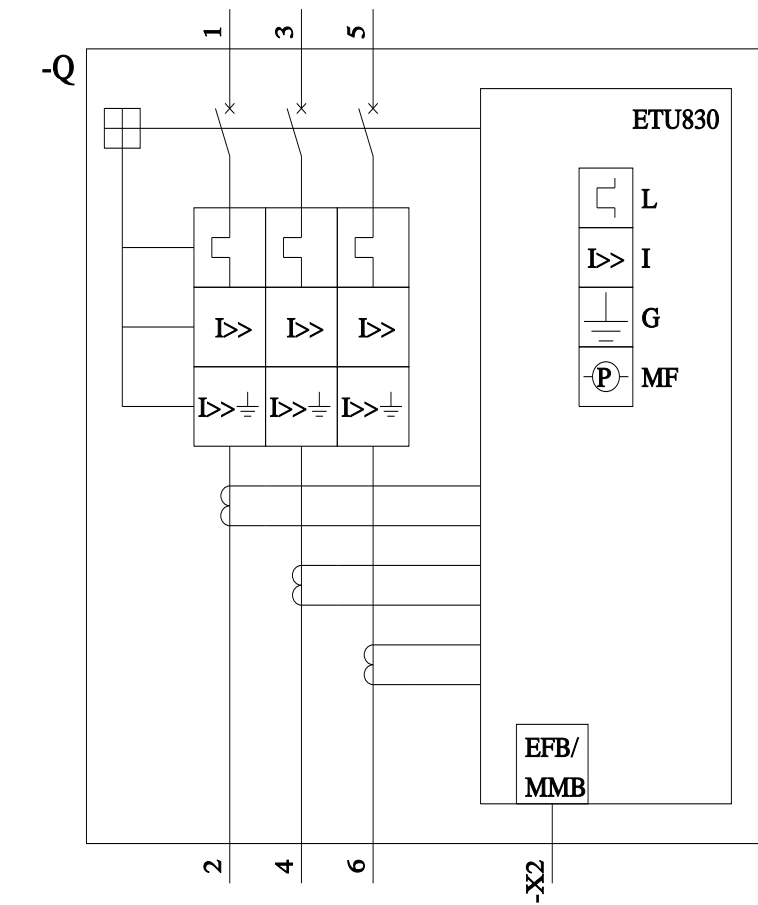 1 3 5
-Q
ETU830
L
I>> I
G
P MF
I>> I>> I>>
I>> I>> I>>
EFB/
MMB
2 4 6
-X2